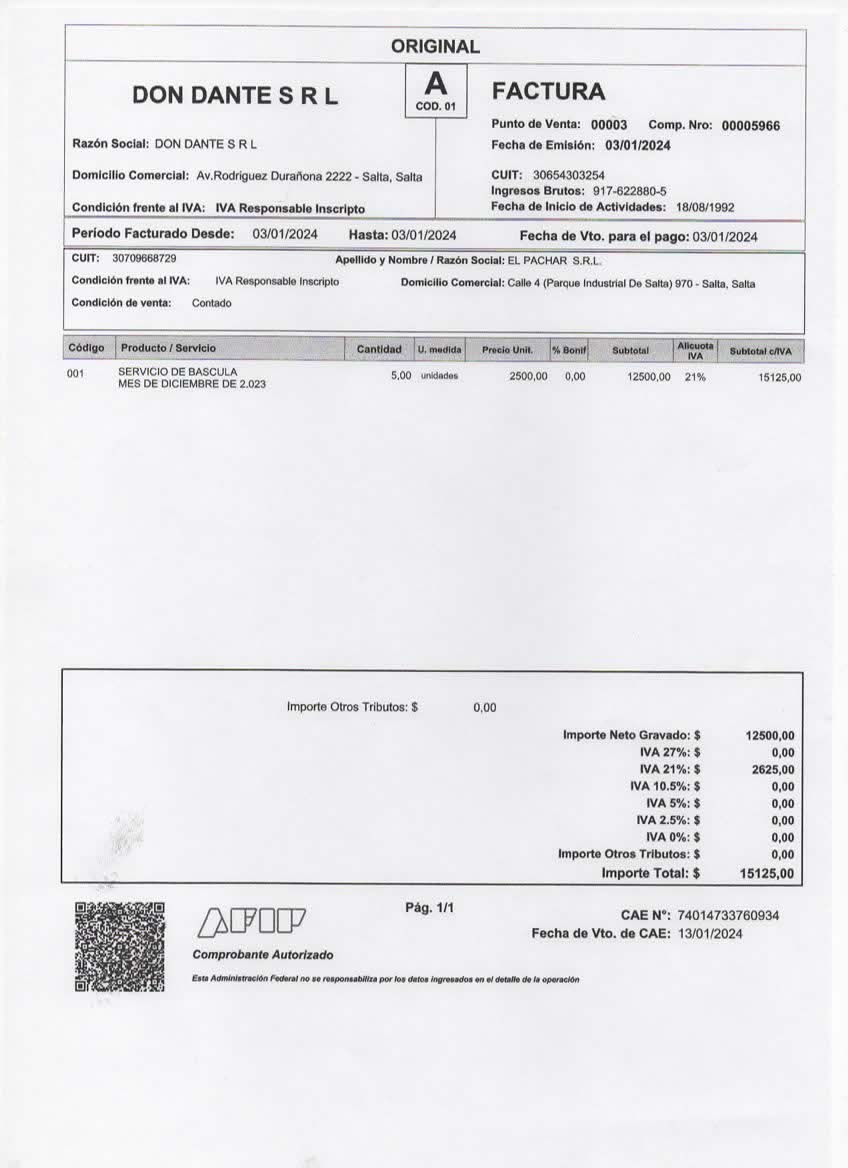 ORIGINAL
DON DANTE S R L
A
COD. 01
FACTURA
Punto de Venta: 00003 Comp. Nro: 00005966
Razón Social: DON DANTE S R L
Fecha de Emisión: 03/01/2024
Domicilio Comercial: Av.Rodriguez Durañona 2222 - Salta, Salta
CUIT: 30654303254
Ingresos Brutos: 917-622880-5
Condición frente al IVA: IVA Responsable Inscripto
Fecha de Inicio de Actividades: 18/08/1992
Período Facturado Desde: 03/01/2024 Hasta: 03/01/2024 Fecha de Vto. para el pago: 03/01/2024
CUIT: 30709668729 Apellido y Nombre / Razón Social: EL PACHAR S.R.L.
Condición frente al IVA: IVA Responsable Inscripto Domicilio Comercial: Calle 4 (Parque Industrial De Salta) 970 - Salta, Salta
Condición de venta: Contado
Código Producto / Servicio Cantidad U. medida Precio Unit. % Bonif Subtotal Alicuota IVA Subtotal c/IVA
001 SERVICIO DE BASCULA 5,00 unidades 2500,00 0,00 12500,00 21% 15125,00
MES DE DICIEMBRE DE 2.023
Importe Otros Tributos: $ 0,00
Importe Neto Gravado: $ 12500,00
IVA 27%: $ 0,00
IVA 21%: $ 2625,00
IVA 10.5%: $ 0,00
IVA 5%: $ 0,00
IVA 2.5%: $ 0,00
IVA 0%: $ 0,00
Importe Otros Tributos: $ 0,00
Importe Total: $ 15125,00
AFIP
Pág. 1/1
CAE N°: 74014733760934
Fecha de Vto. de CAE: 13/01/2024
Comprobante Autorizado
Esta Administración Federal no se responsabiliza por los datos ingresados en el detalle de la operación